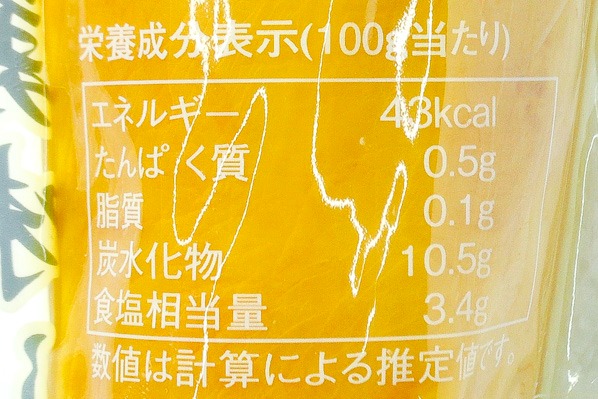 栄養成分表示(100g当たり)
エネルギー 43kcal
たんぱく質 0.5g
脂質 0.1g
炭水化物 10.5g
食塩相当量 3.4g
数値は計算による推定値です。